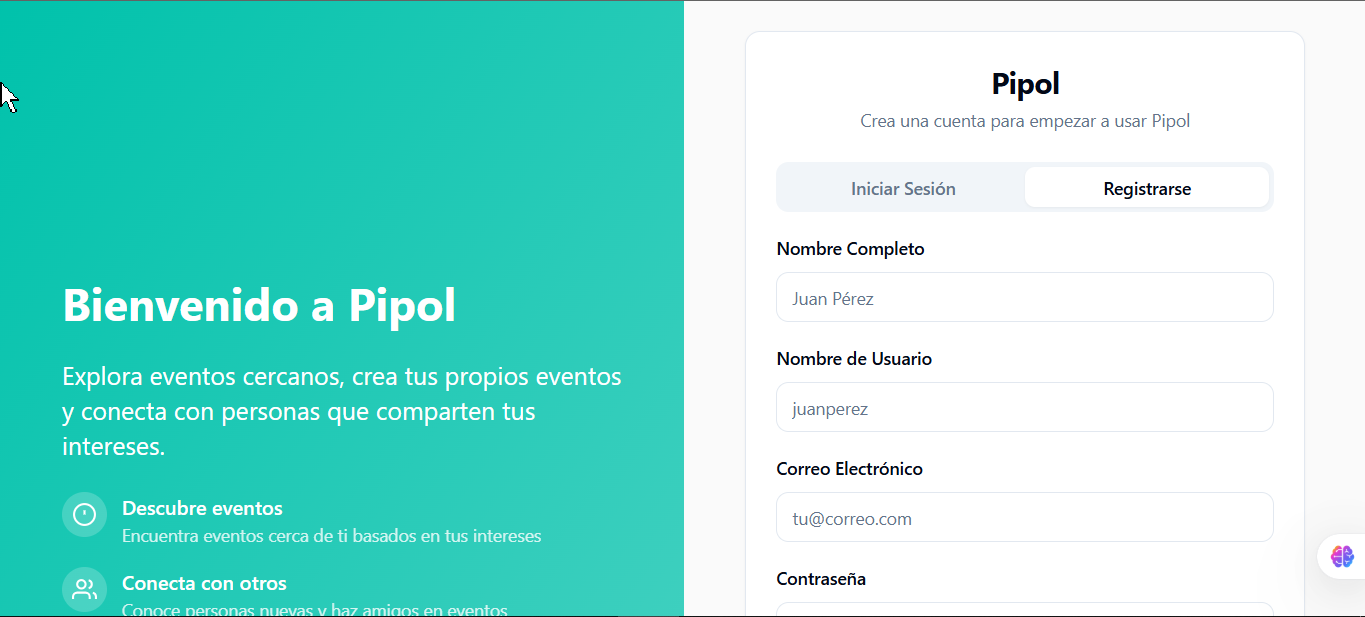 Bienvenido a Pipol
Explora eventos cercanos, crea tus propios eventos
y conecta con personas que comparten tus
intereses.
Descubre eventos
Encuentra eventos cerca de ti basados en tus intereses
Conecta con otros
Conoce personas nuevas y haz amigos en eventos
Pipol
Crea una cuenta para empezar a usar Pipol
Iniciar Sesión
Registrarse
Nombre Completo
Juan Pérez
Nombre de Usuario
juanperez
Correo Electrónico
tu@correo.com
Contraseña